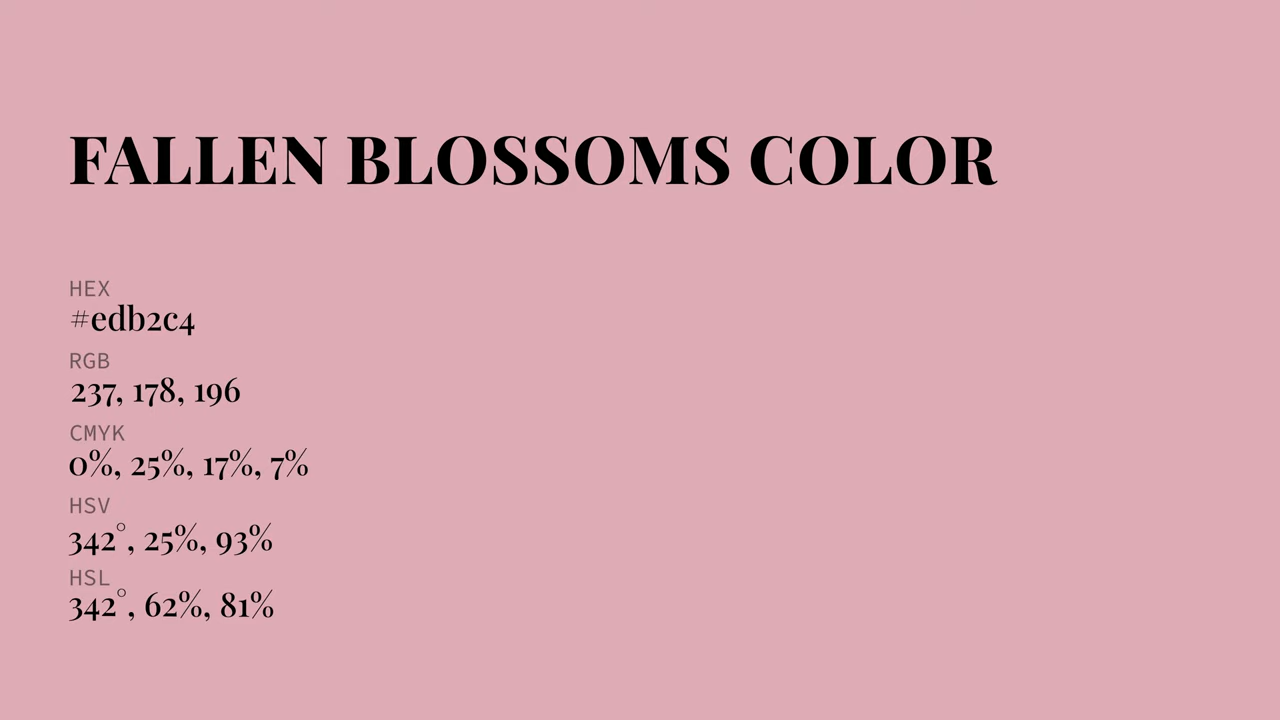 FALLEN BLOSSOMS COLOR
HEX
#edb2c4
RGB
237, 178, 196
CMYK
0%, 25%, 17%, 7%
HSV
342°, 25%, 93%
HSL
342°, 62%, 81%